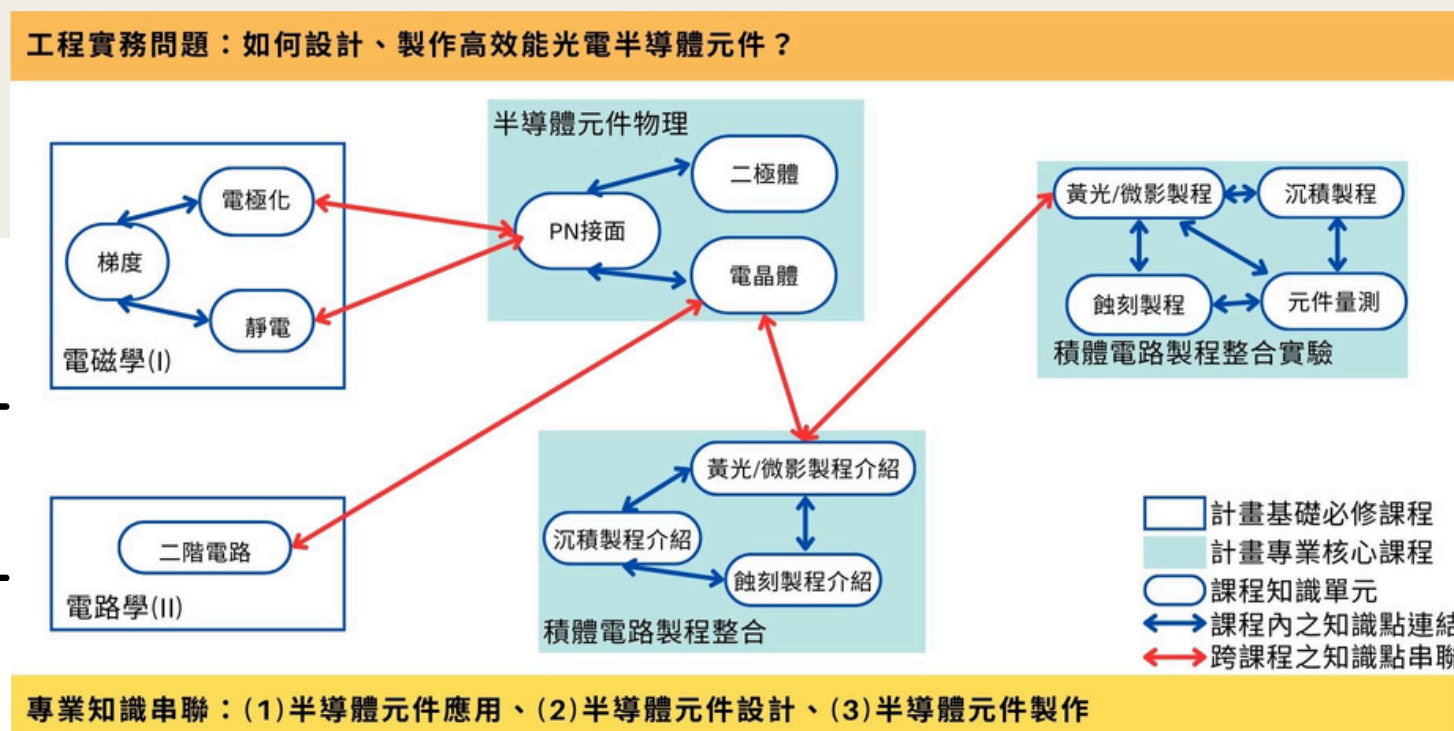 工程實務問題：如何設計、製作高效能光電半導體元件？
電極化
梯度
靜電
電磁學(I)
半導體元件物理
二極體
PN接面
電晶體
黃光/微影製程
沉積製程
蝕刻製程
元件量測
積體電路製程整合實驗
二階電路
電路學(II)
黃光/微影製程介紹
沉積製程介紹
蝕刻製程介紹
積體電路製程整合
計畫基礎必修課程
計畫專業核心課程
課程知識單元
課程內之知識點連結
跨課程之知識點串聯
專業知識串聯：(1)半導體元件應用、(2)半導體元件設計、(3)半導體元件製作